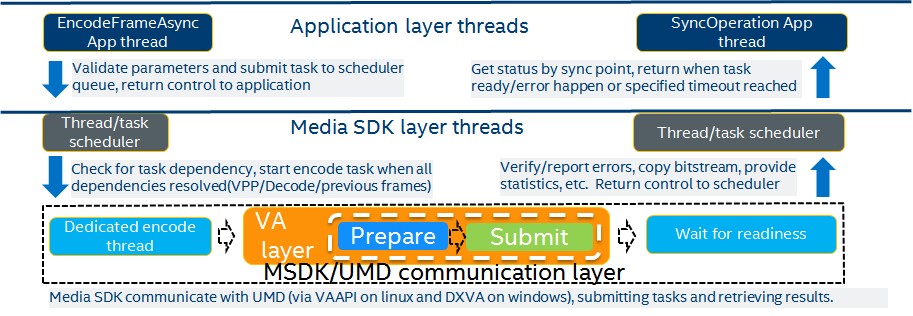 EncodeFrameAsync
App thread
Application layer threads
SyncOperation App
thread
Validate parameters and submit task to scheduler
queue, return control to application
Get status by sync point, return when task
ready/error happen or specified timeout reached
Thread/task
scheduler
Media SDK layer threads
Thread/task scheduler
Check for task dependency, start encode task when all
dependencies resolved(VPP/Decode/previous frames)
Verify/report errors, copy bitstream, provide
statistics, etc. Return control to scheduler
Dedicated encode
thread
VA
layer
Prepare
Submit
Wait for readiness
MSDK/UMD communication layer
Media SDK communicate with UMD (via VAAPI on linux and DXVA on windows), submitting tasks and retrieving results.